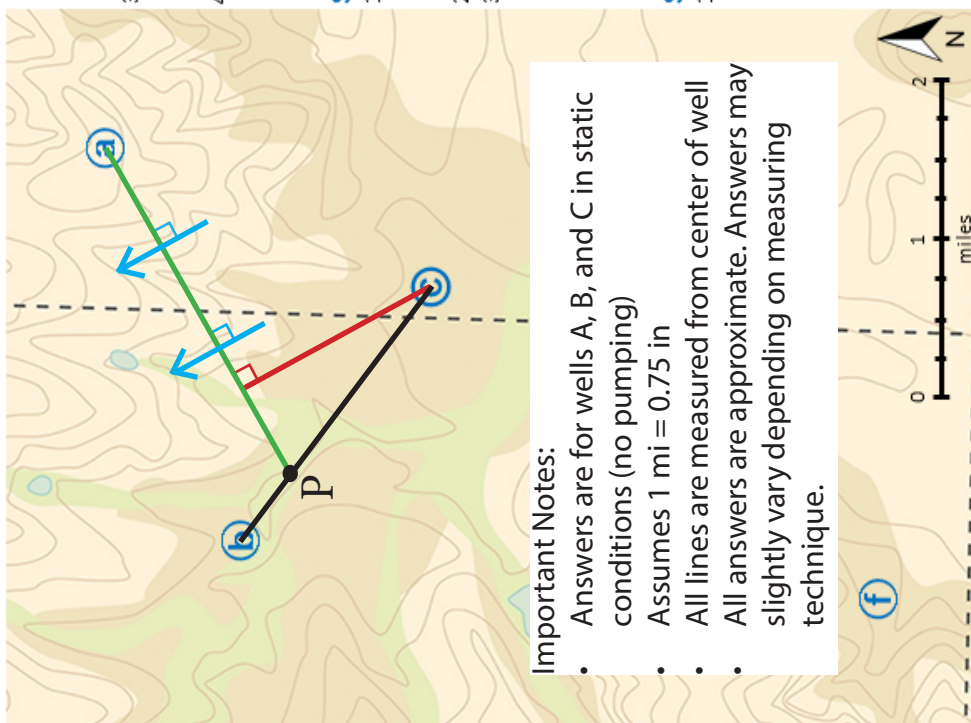 a
b
P
c
Important Notes:
• Answers are for wells A, B, and C in static
conditions (no pumping)
• Assumes 1 mi = 0.75 in
• All lines are measured from center of well
• All answers are approximate. Answers may
slightly vary depending on measuring
technique.
f
0 1 2
miles
N